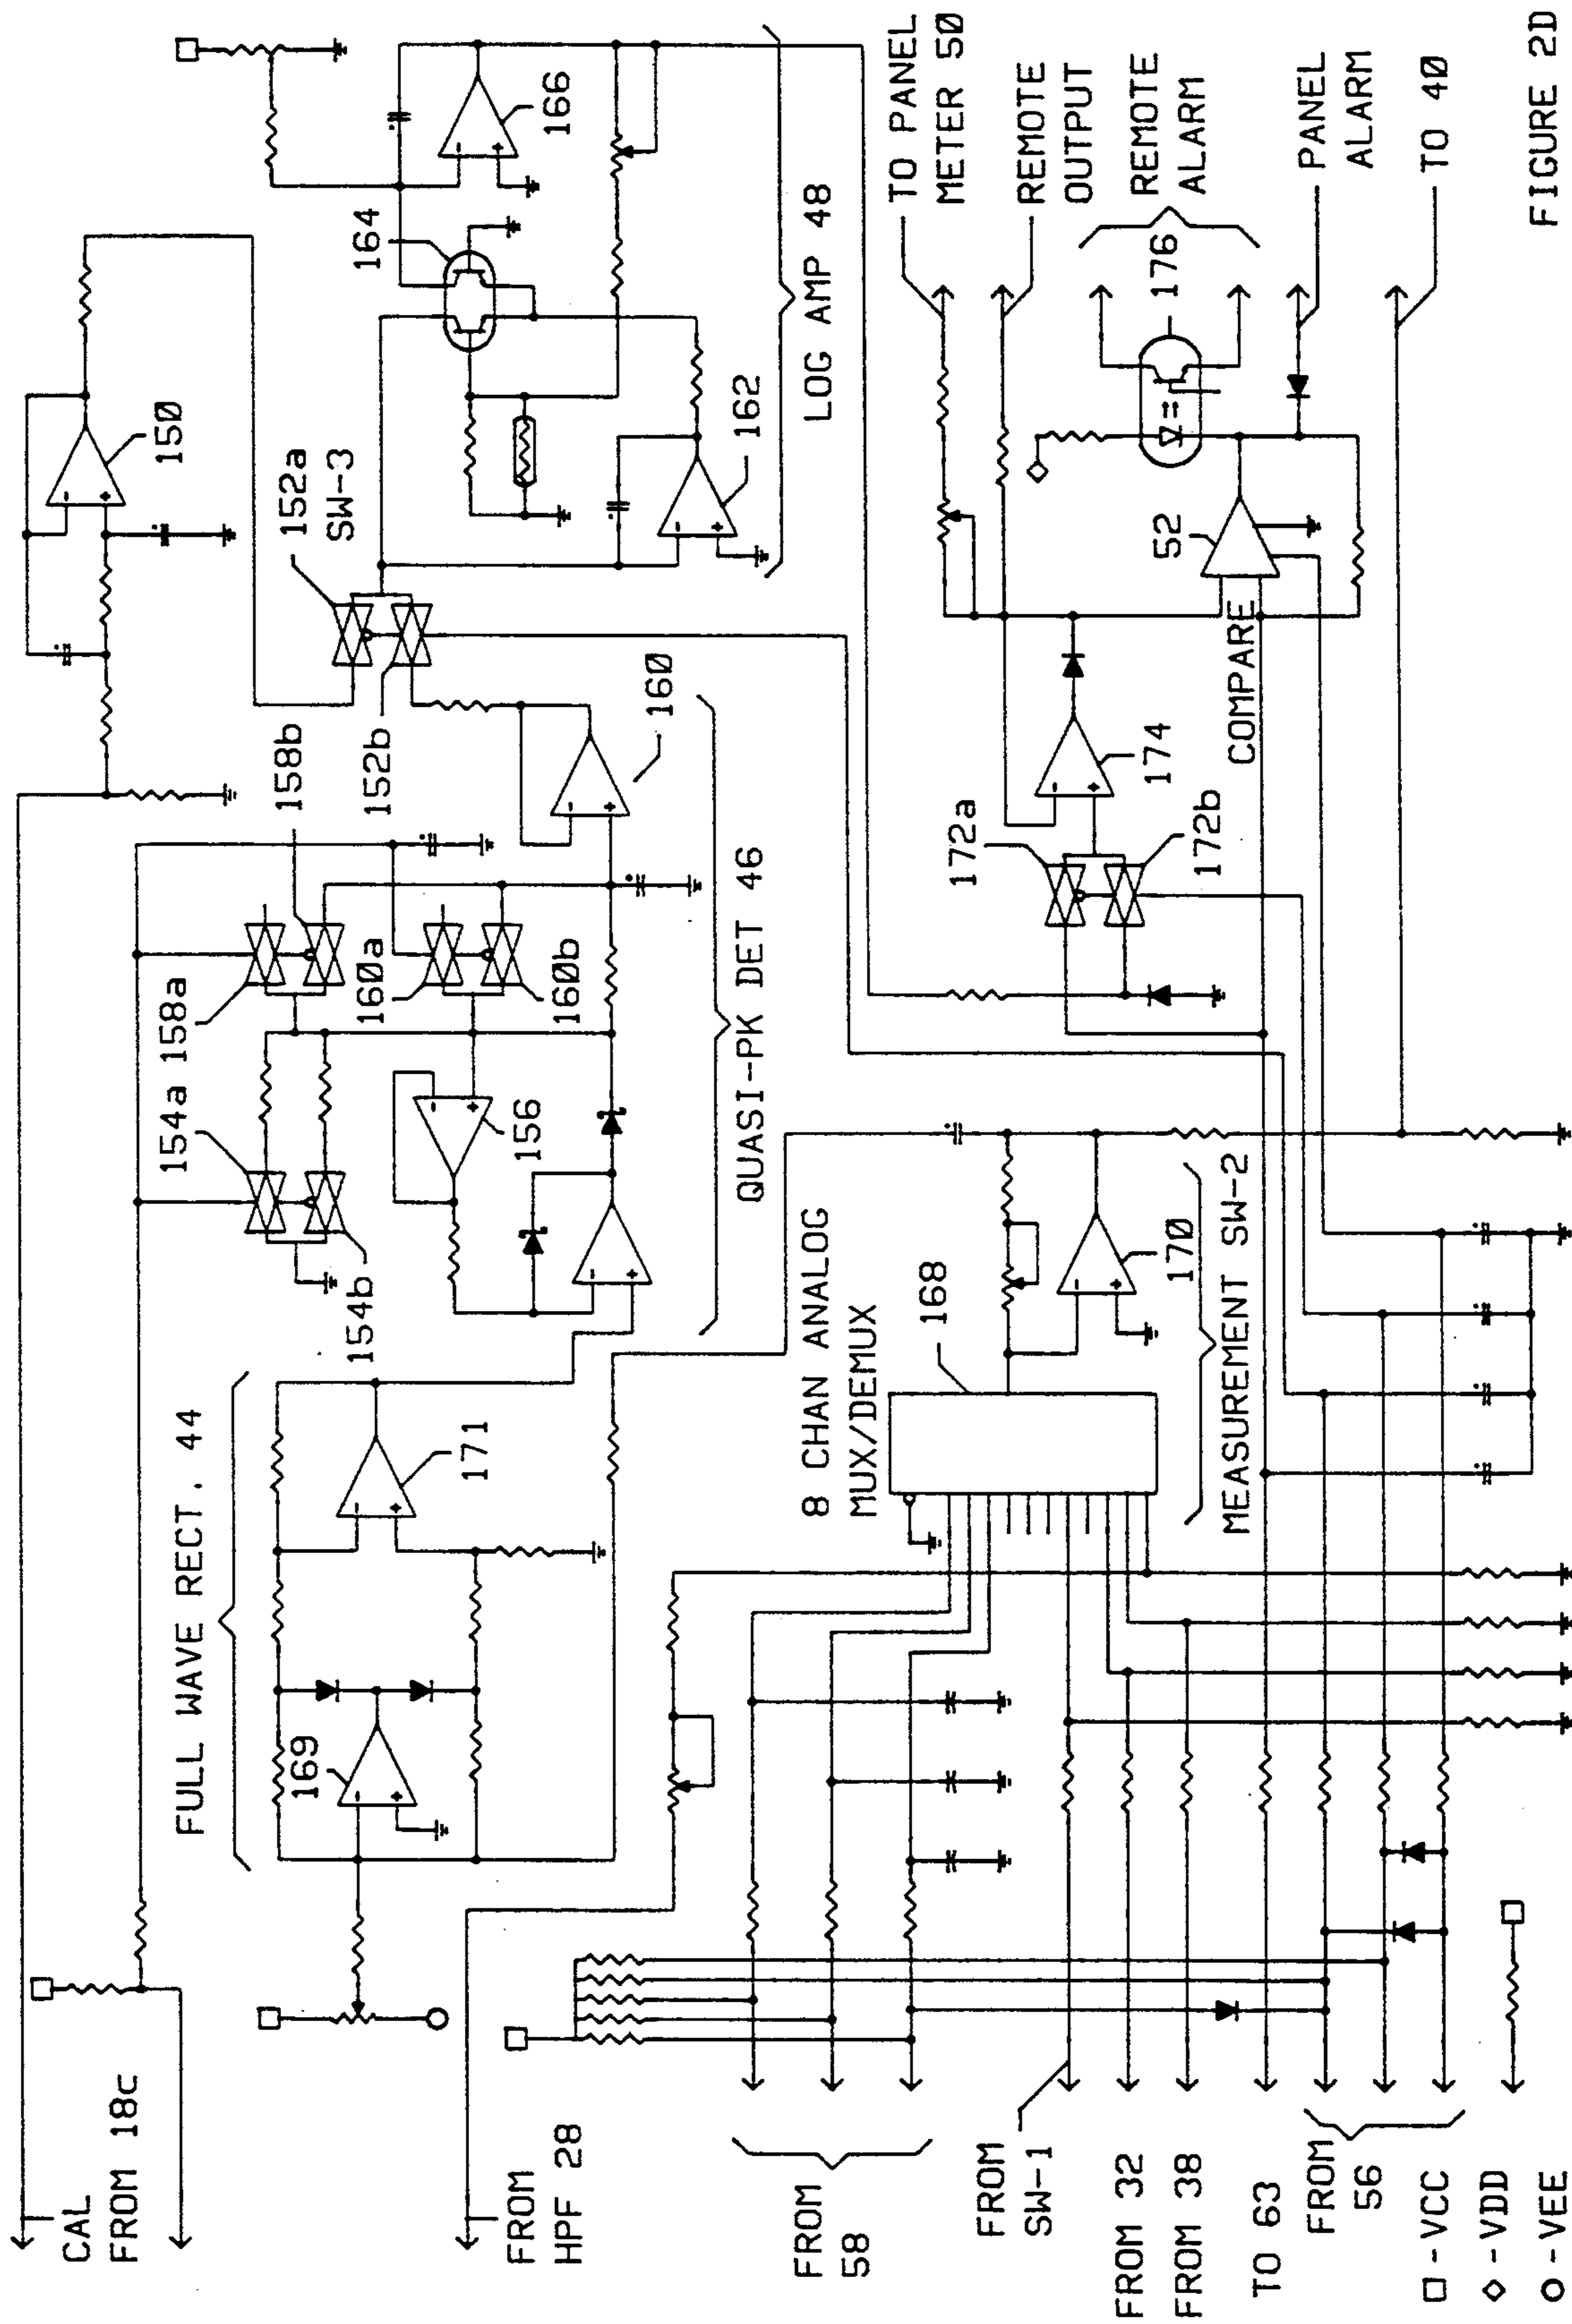 CAL
FROM 18c
FROM
HPF 28
FROM
58
FROM
SW-1
FROM 32
FROM 38
TO 63
FROM
56
□ - VCC
◇ - VDD
○ - VEE
FULL WAVE RECT. 44
169
171
154a
158a
158b
154b
156
160a
160b
160
QUASI-PK DET 46
150
152a
SW-3
152b
164
166
162
LOG AMP 48
8 CHAN ANALOG
MUX/DEMUX
168
170
MEASUREMENT SW-2
172a
172b
174
COMPARE
52
176
TO PANEL
METER 50
REMOTE
OUTPUT
REMOTE
ALARM
PANEL
ALARM
TO 40
FIGURE 2D
- + - + - + - + - + - + - + - + - + - +